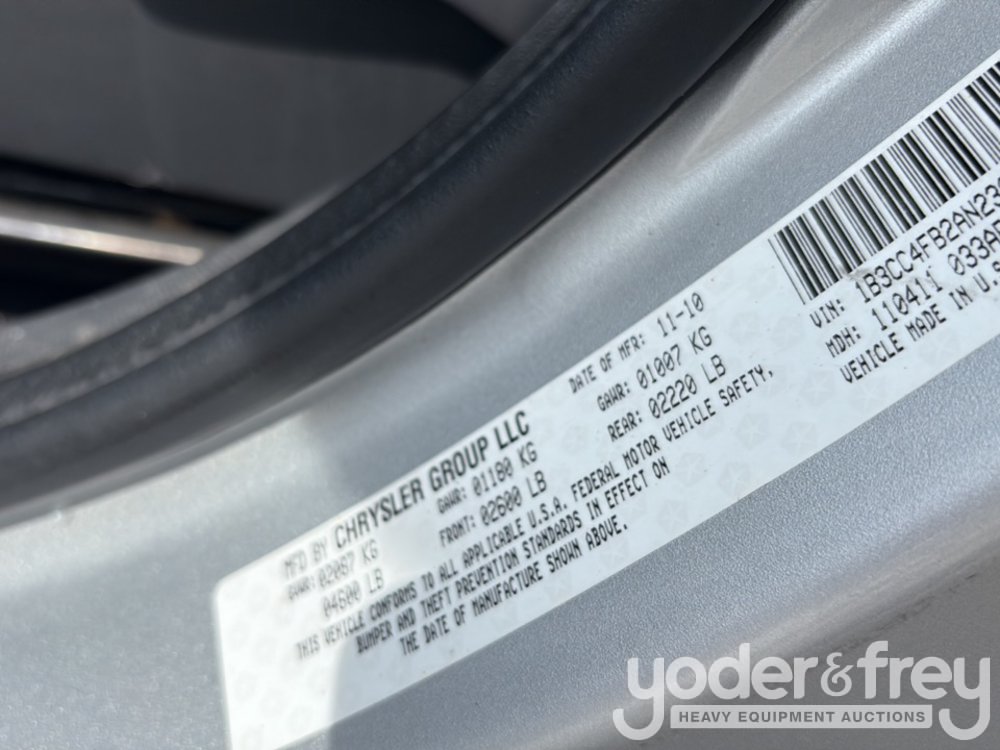 MFD BY CHRYSLER GROUP LLC DATE OF MFR: 11-10
GVWR: 02087 KG GAWR: 01180 KG GAWR: 01007 KG
04600 LB FRONT: 02600 LB REAR: 02220 LB
THIS VEHICLE CONFORMS TO ALL APPLICABLE U.S.A. FEDERAL MOTOR VEHICLE SAFETY,
BUMPER AND THEFT PREVENTION STANDARDS IN EFFECT ON
THE DATE OF MANUFACTURE SHOWN ABOVE.
VIN: 1B3CC4FB2AN23
MDH: 110411 033A
VEHICLE MADE IN U.S
yoder&frey
HEAVY EQUIPMENT AUCTIONS